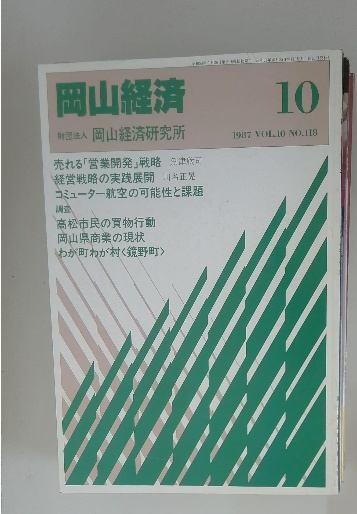 岡山経済
10
財団法人 岡山経済研究所
1987 VOL.10 NO.118
売れる「営業開発」戦略
経営戦略の実践展開
コミューター航空の可能性と課題
調査
高松市民の買物行動
岡山県商業の現状
わが町わが村〈鏡野町〉